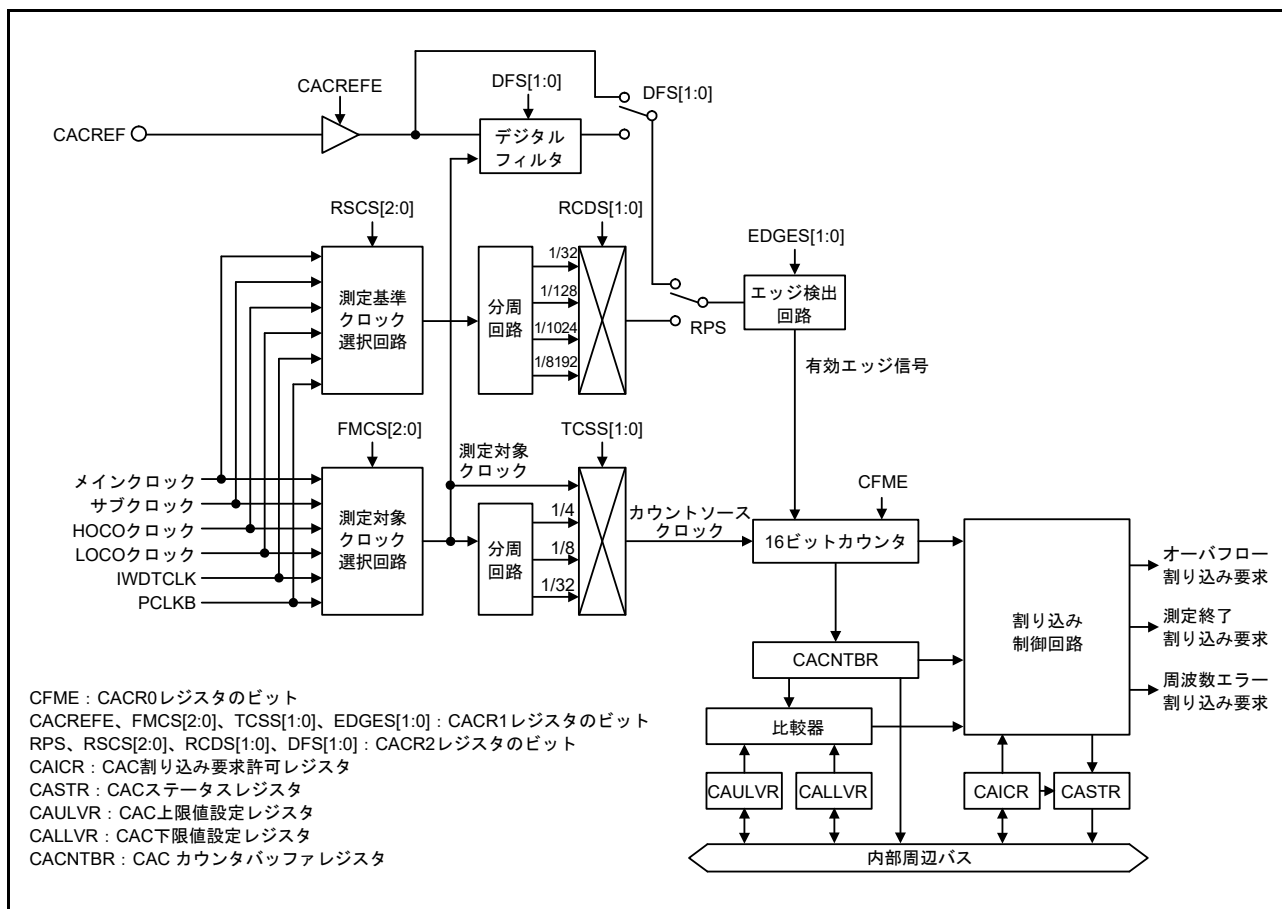 CACREFE
DFS[1:0]
DFS[1:0]
CACREF
デジタル
フィルタ
RSCS[2:0]
RCDS[1:0]
EDGES[1:0]
測定基準
クロック
選択回路
分周
回路
1/32
1/128
1/1024
1/8192
RPS
エッジ検出
回路
有効エッジ信号
FMCS[2:0]
測定対象
クロック
TCSS[1:0]
メインクロック
サブクロック
HOCOクロック
LOCOクロック
IWDTCLK
PCLKB
測定対象
クロック
選択回路
分周
回路
1/4
1/8
1/32
カウントソース
クロック
CFME
16ビットカウンタ
CACNTBR
比較器
CAULVR
CALLVR
割り込み
制御回路
CAICR
CASTR
オーバフロー
割り込み要求
測定終了
割り込み要求
周波数エラー
割り込み要求
内部周辺バス
CFME：CACR0レジスタのビット
CACREFE、FMCS[2:0]、TCSS[1:0]、EDGES[1:0]：CACR1レジスタのビット
RPS、RSCS[2:0]、RCDS[1:0]、DFS[1:0]：CACR2レジスタのビット
CAICR：CAC割り込み要求許可レジスタ
CASTR：CACステータスレジスタ
CAULVR：CAC上限値設定レジスタ
CALLVR：CAC下限値設定レジスタ
CACNTBR：CAC カウンタバッファレジスタ